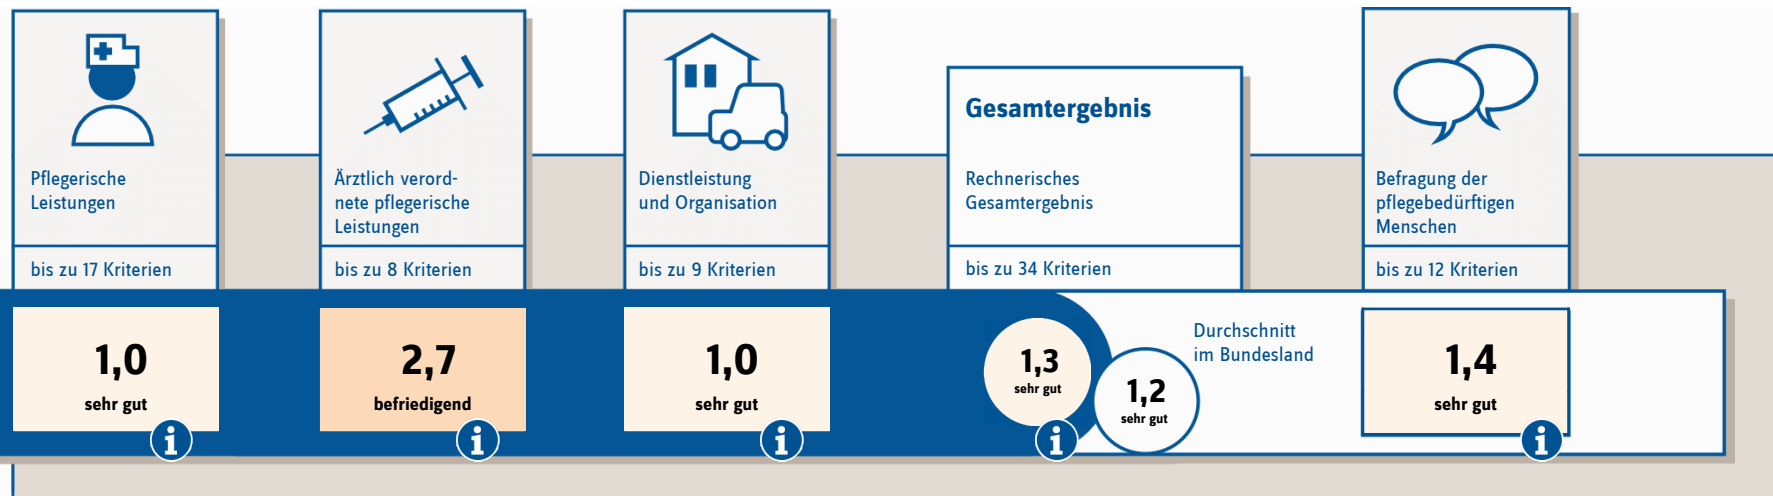 Pflegerische
Leistungen
bis zu 17 Kriterien
1,0
sehr gut
i
Ärztlich verord-
nete pflegerische
Leistungen
bis zu 8 Kriterien
2,7
befriedigend
i
Dienstleistung
und Organisation
bis zu 9 Kriterien
1,0
sehr gut
i
Gesamtergebnis
Rechnerisches
Gesamtergebnis
bis zu 34 Kriterien
1,3
sehr gut
i
1,2
sehr gut
Durchschnitt
im Bundesland
Befragung der
pflegebedürftigen
Menschen
bis zu 12 Kriterien
1,4
sehr gut
i